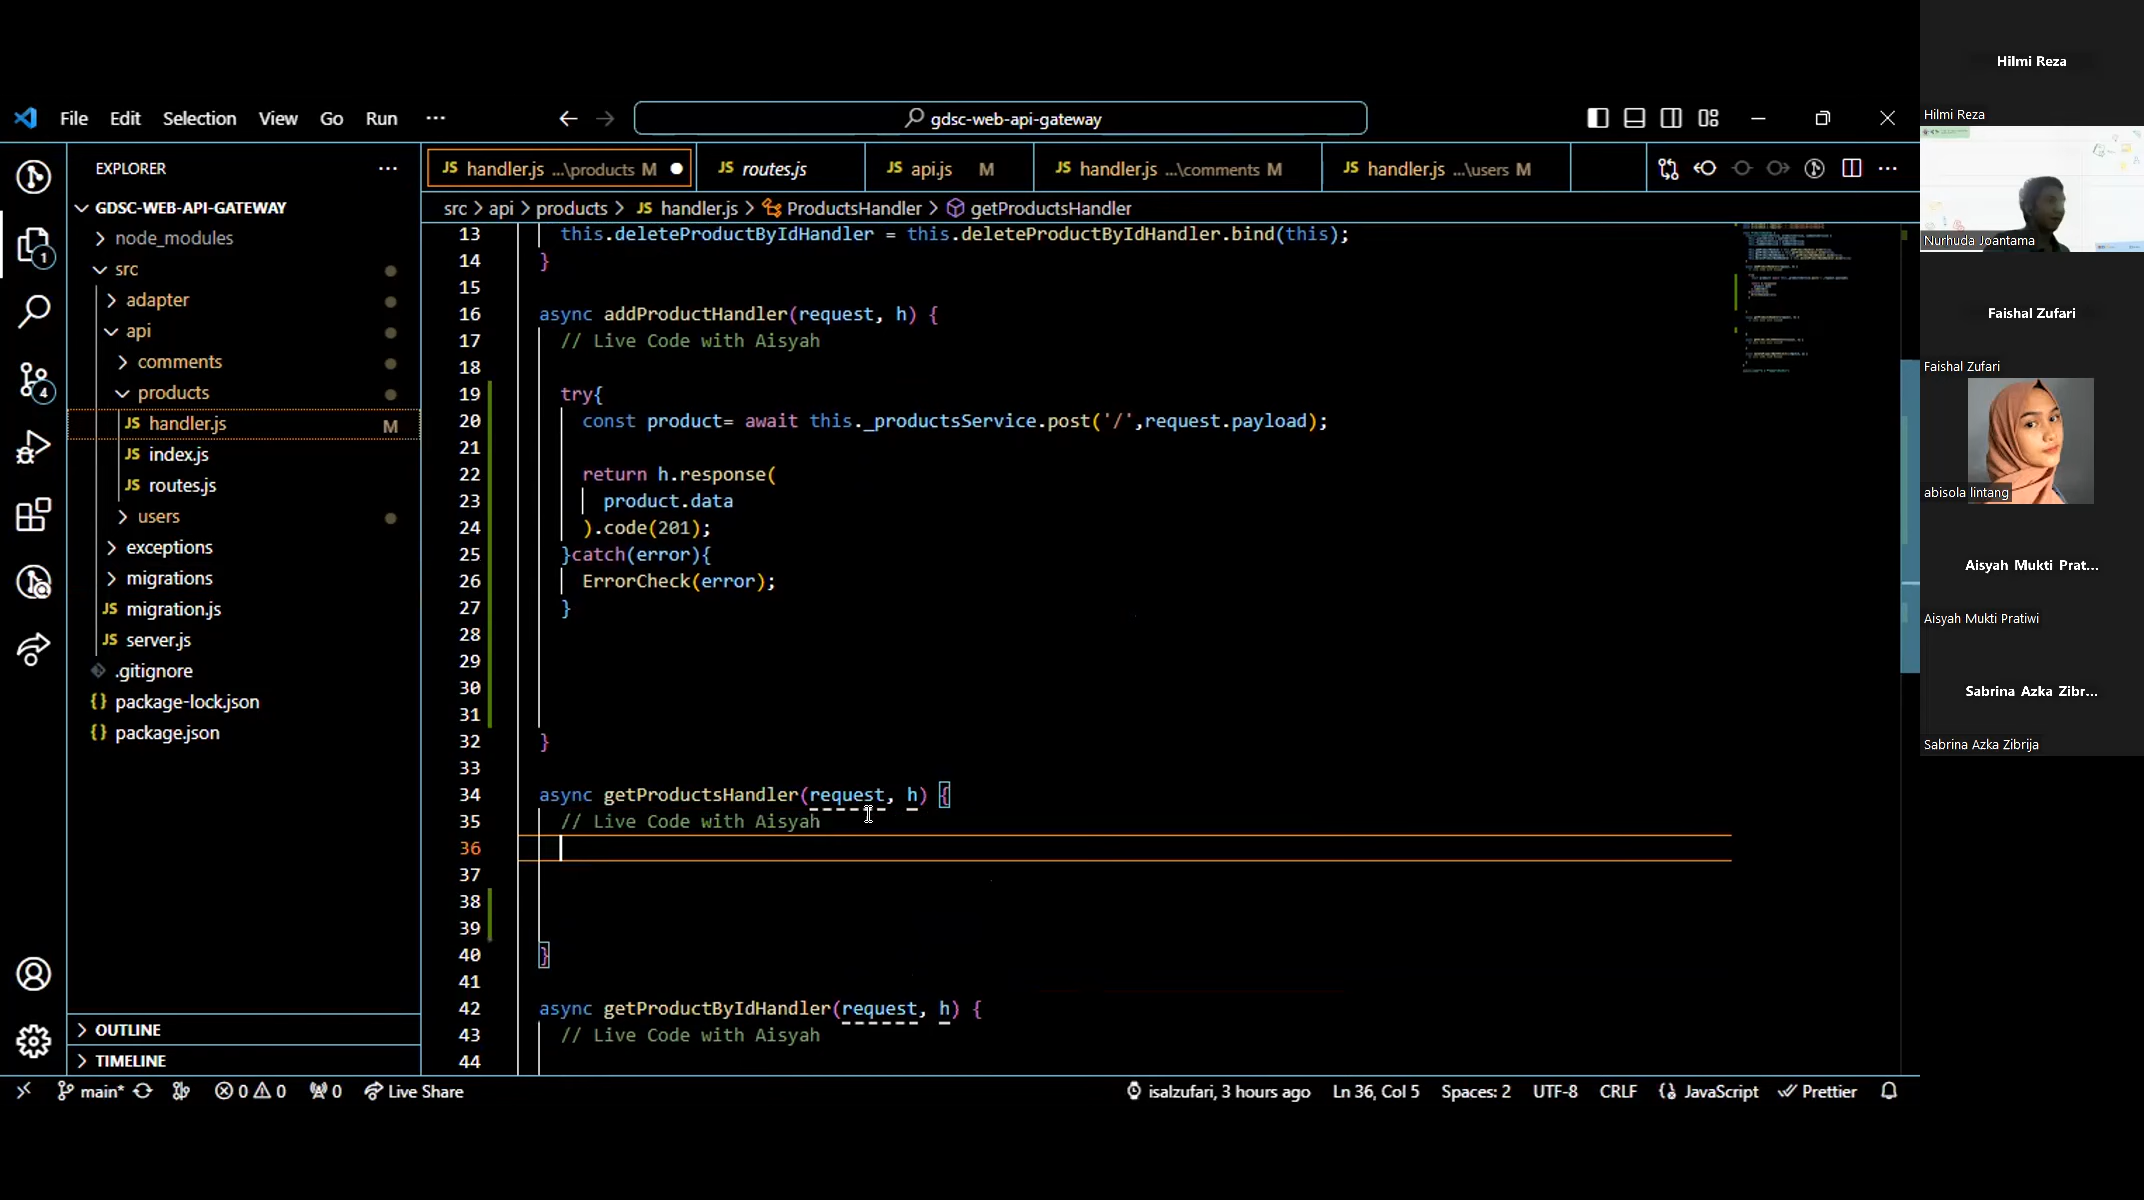 File Edit Selection View Go Run ···
gdsc-web-api-gateway
EXPLORER ···
GDSC-WEB-API-GATEWAY
node_modules
src
adapter
api
comments
products
JS handler.js M
JS index.js
JS routes.js
users
exceptions
migrations
JS migration.js
JS server.js
.gitignore
{} package-lock.json
{} package.json
OUTLINE
TIMELINE
1
4
JS handler.js ...\products M
JS routes.js
JS api.js M
JS handler.js ...\comments M
JS handler.js ...\users M
src > api > products > JS handler.js > ProductsHandler > getProductsHandler
13 this.deleteProductByIdHandler = this.deleteProductByIdHandler.bind(this);
14 }
15
16 async addProductHandler(request, h) {
17 // Live Code with Aisyah
18
19 try{
20 const product= await this._productsService.post('/',request.payload);
21
22 return h.response(
23 product.data
24 ).code(201);
25 }catch(error){
26 ErrorCheck(error);
27 }
28
29
30
31
32 }
33
34 async getProductsHandler(request, h) {
35 // Live Code with Aisyah
36
37
38
39
40 }
41
42 async getProductByIdHandler(request, h) {
43 // Live Code with Aisyah
44
main* 0 0 0 Live Share
isalzufari, 3 hours ago Ln 36, Col 5 Spaces: 2 UTF-8 CRLF JavaScript Prettier
Hilmi Reza
Hilmi Reza
Nurhuda Joantama
Faishal Zufari
Faishal Zufari
abisola lintang
Aisyah Mukti Prat...
Aisyah Mukti Pratiwi
Sabrina Azka Zibr...
Sabrina Azka Zibrija